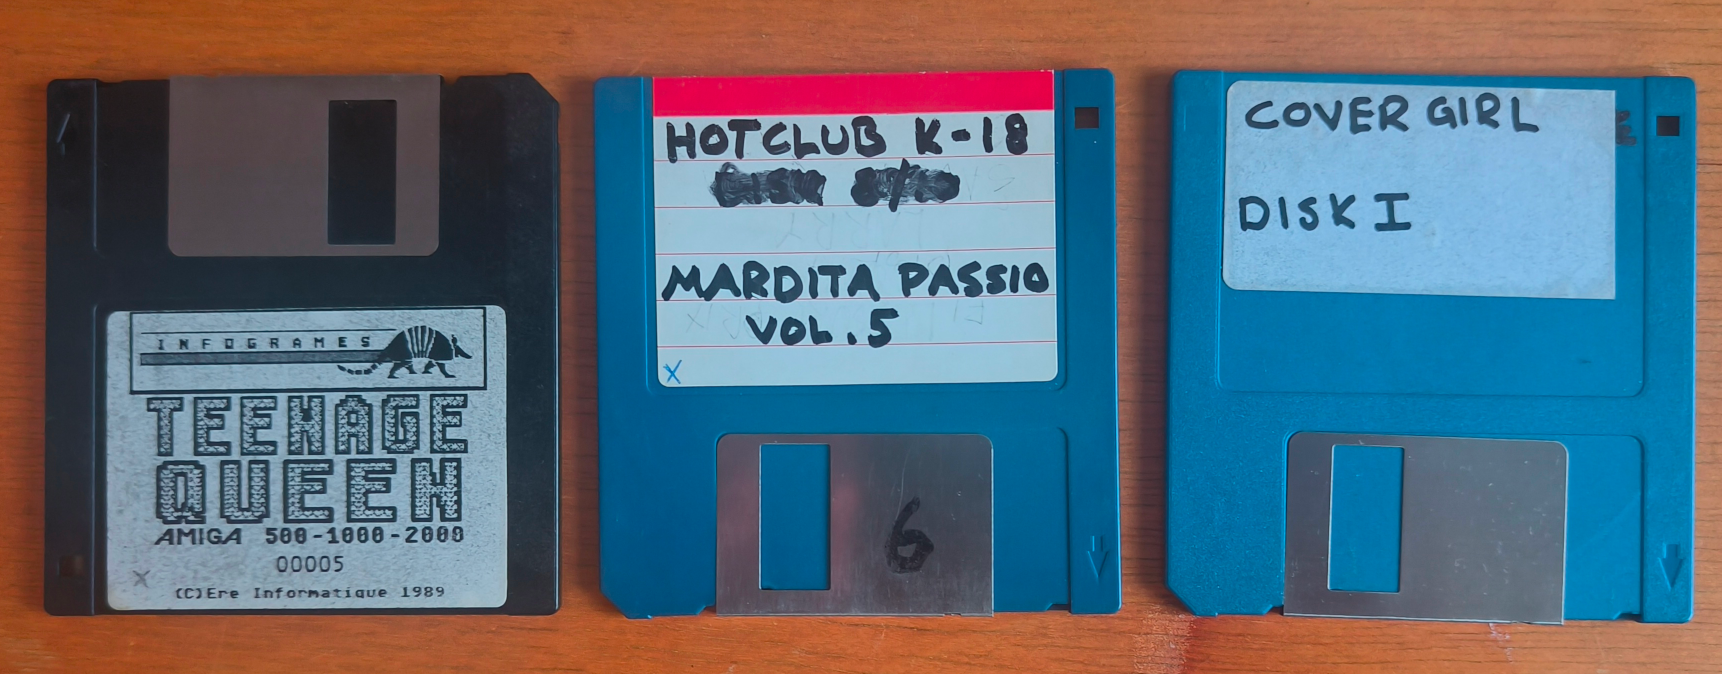 INFOGRAMES
TEENAGE
QUEEN
AMIGA 500-1000-2000
00005
(C)Ere Informatique 1989
HOTCLUB K-18
MARDITA PASSIO
VOL.5
X
6
COVER GIRL
DISK I